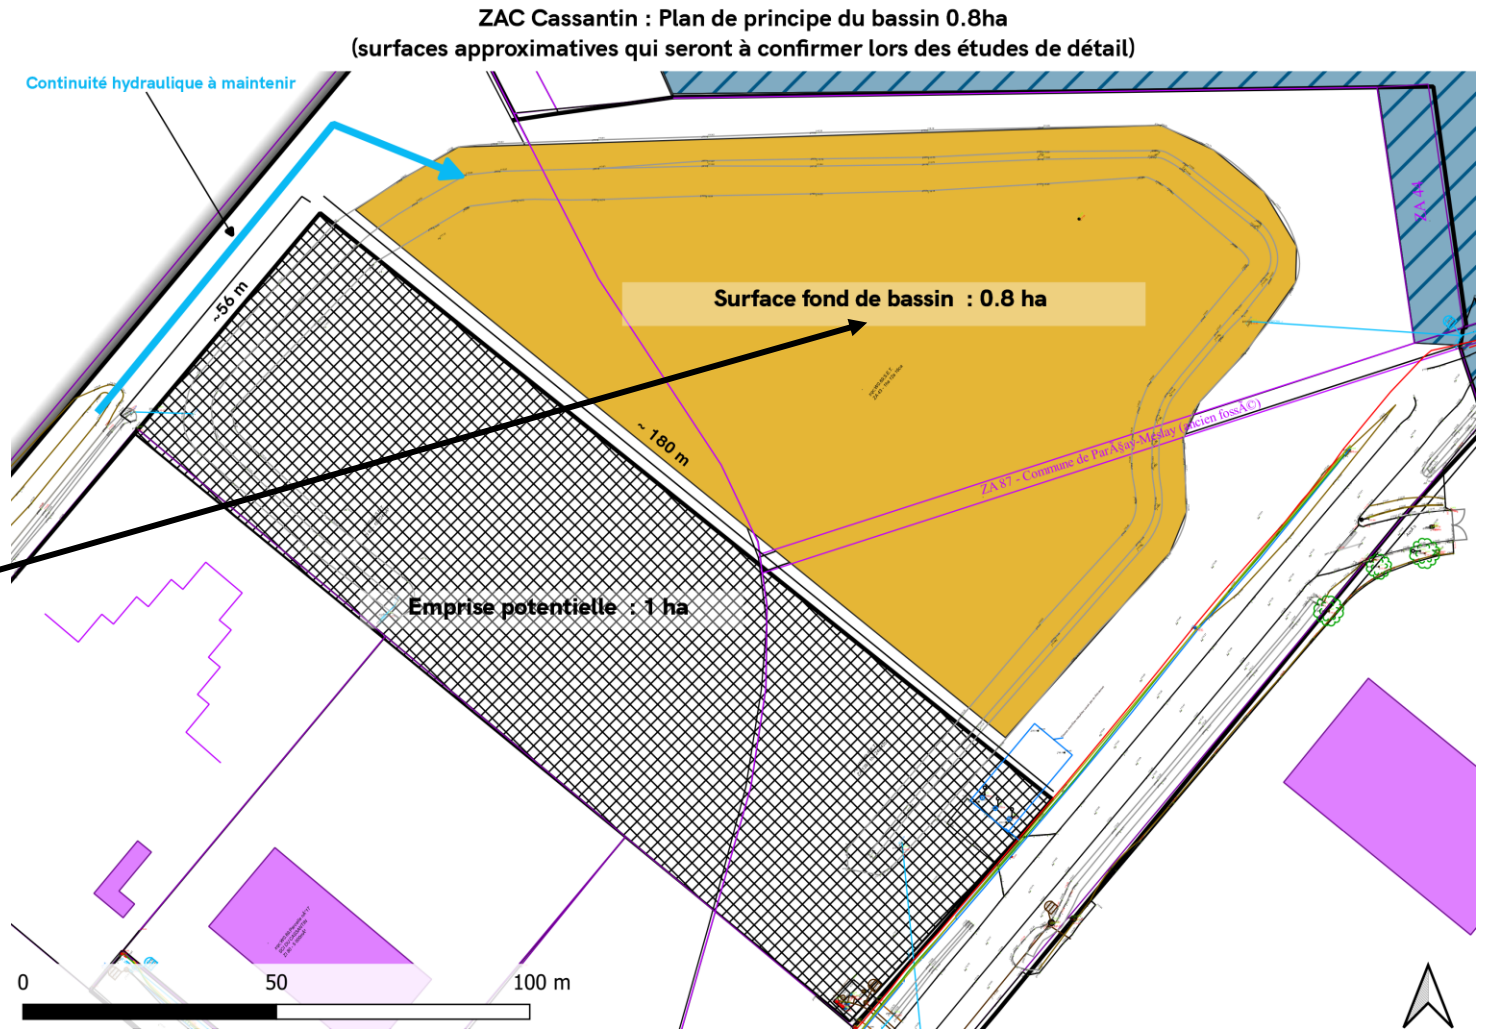 ZAC Cassantin : Plan de principe du bassin 0.8ha
(surfaces approximatives qui seront à confirmer lors des études de détail)
Continuité hydraulique à maintenir
ZA 44
~56 m
Surface fond de bassin : 0.8 ha
~ 180 m
ZA 87 - Commune de ParÃ§ay-Meslay (ancien fossÃ©)
Emprise potentielle : 1 ha
0 50 100 m